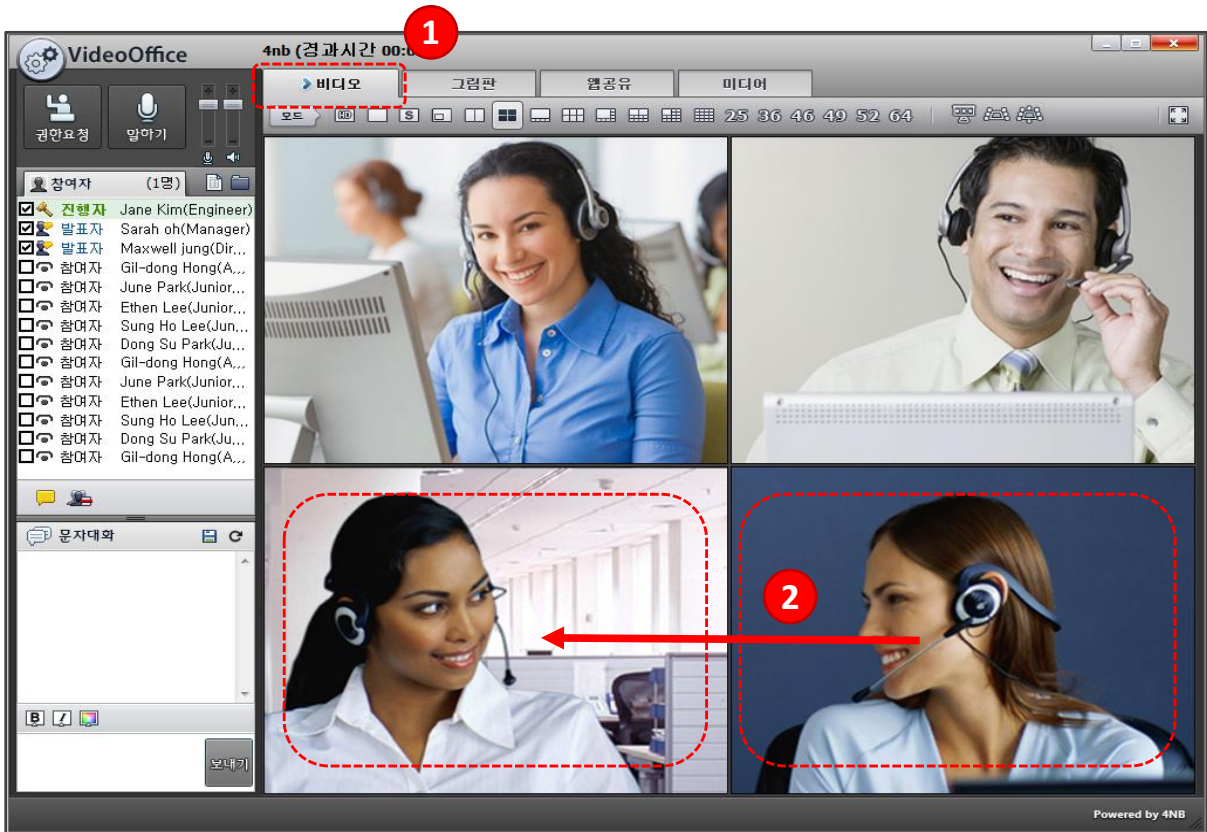 1
VideoOffice
4nb (경과시간 00:
비디오
그림판
웹공유
미디어
권한요청
말하기
모드
HD
S
25 36 46 49 52 64
참여자 (1명)
진행자 Jane Kim(Engineer)
발표자 Sarah oh(Manager)
발표자 Maxwell jung(Dir...
참여자 Gil-dong Hong(A...
참여자 June Park(Junior...
참여자 Ethen Lee(Junior...
참여자 Sung Ho Lee(Jun...
참여자 Dong Su Park(Ju...
참여자 Gil-dong Hong(A...
참여자 June Park(Junior...
참여자 Ethen Lee(Junior...
참여자 Sung Ho Lee(Jun...
참여자 Dong Su Park(Ju...
참여자 Gil-dong Hong(A...
문자대화
2
B I
보내기
Powered by 4NB